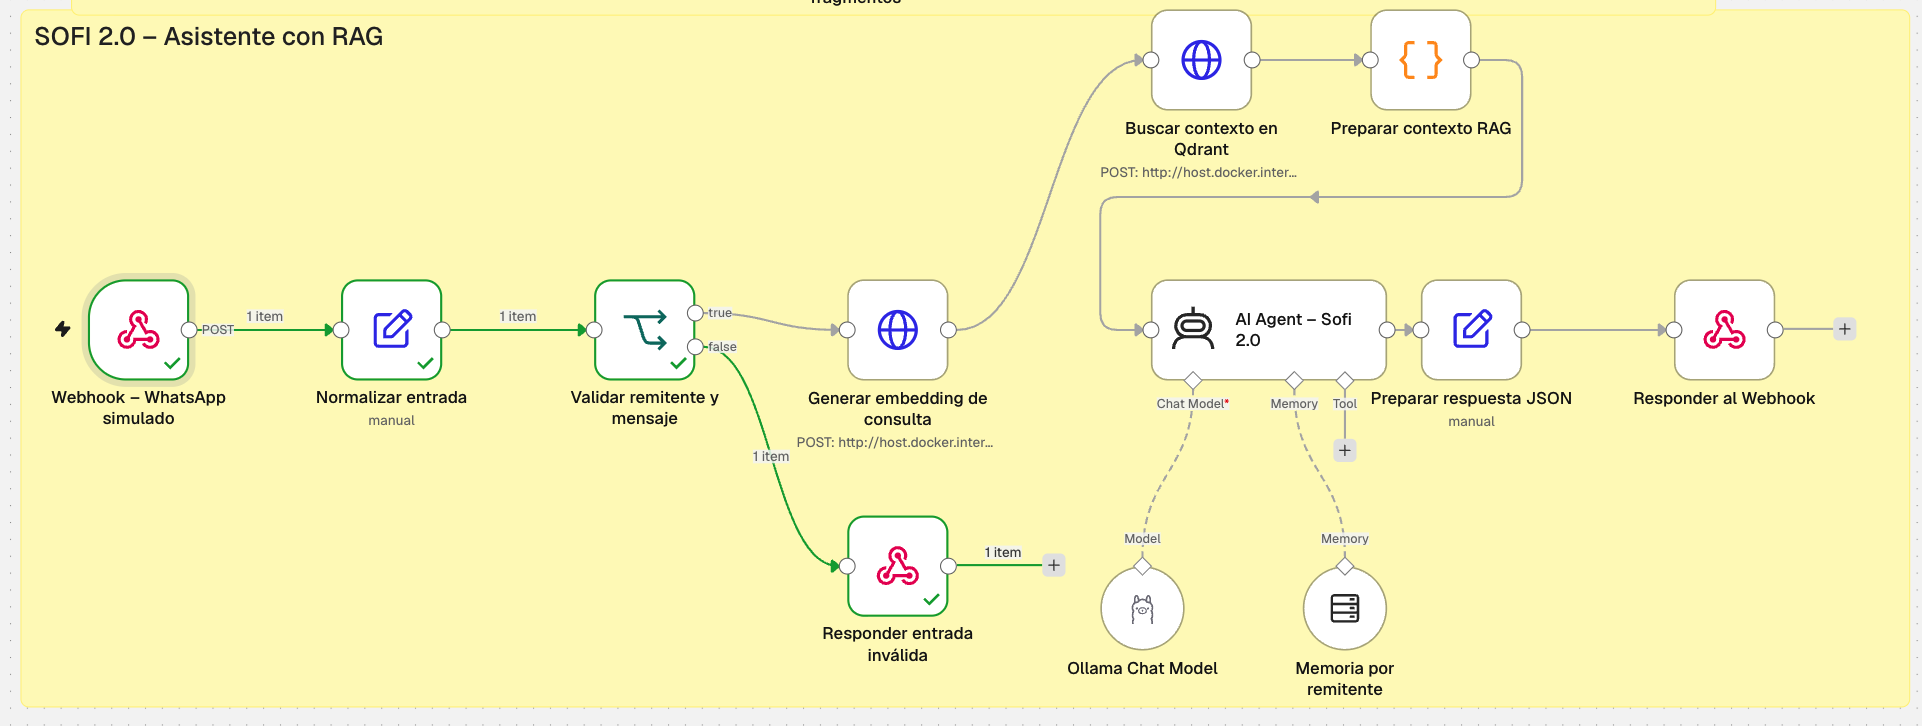 fragmentos
SOFI 2.0 – Asistente con RAG
Buscar contexto en
Qdrant
POST: http://host.docker.inter...
Preparar contexto RAG
POST
1 item
1 item
true
false
Webhook – WhatsApp
simulado
Normalizar entrada
manual
Validar remitente y
mensaje
Generar embedding de
consulta
POST: http://host.docker.inter...
AI Agent – Sofi
2.0
Chat Model*
Memory
Tool
Preparar respuesta JSON
manual
Responder al Webhook
1 item
1 item
Responder entrada
inválida
Model
Memory
Ollama Chat Model
Memoria por
remitente